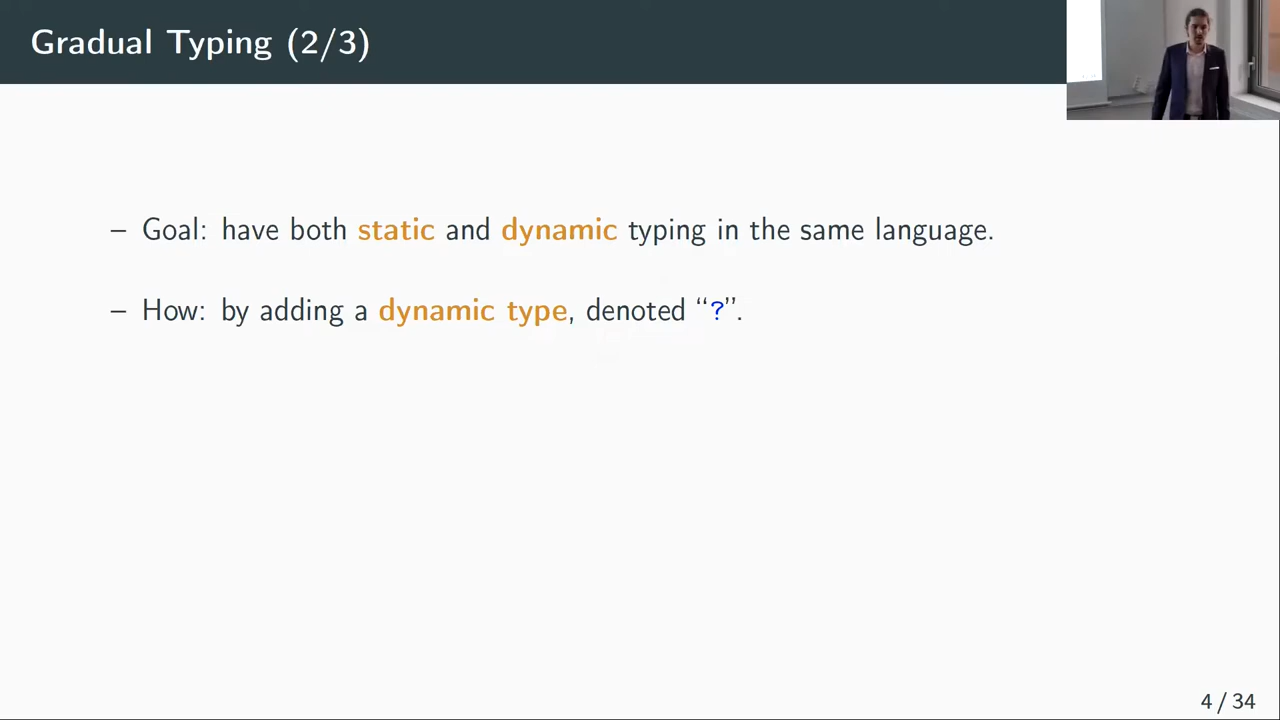 Gradual Typing (2/3)
– Goal: have both static and dynamic typing in the same language.
– How: by adding a dynamic type, denoted “?”.
4 / 34